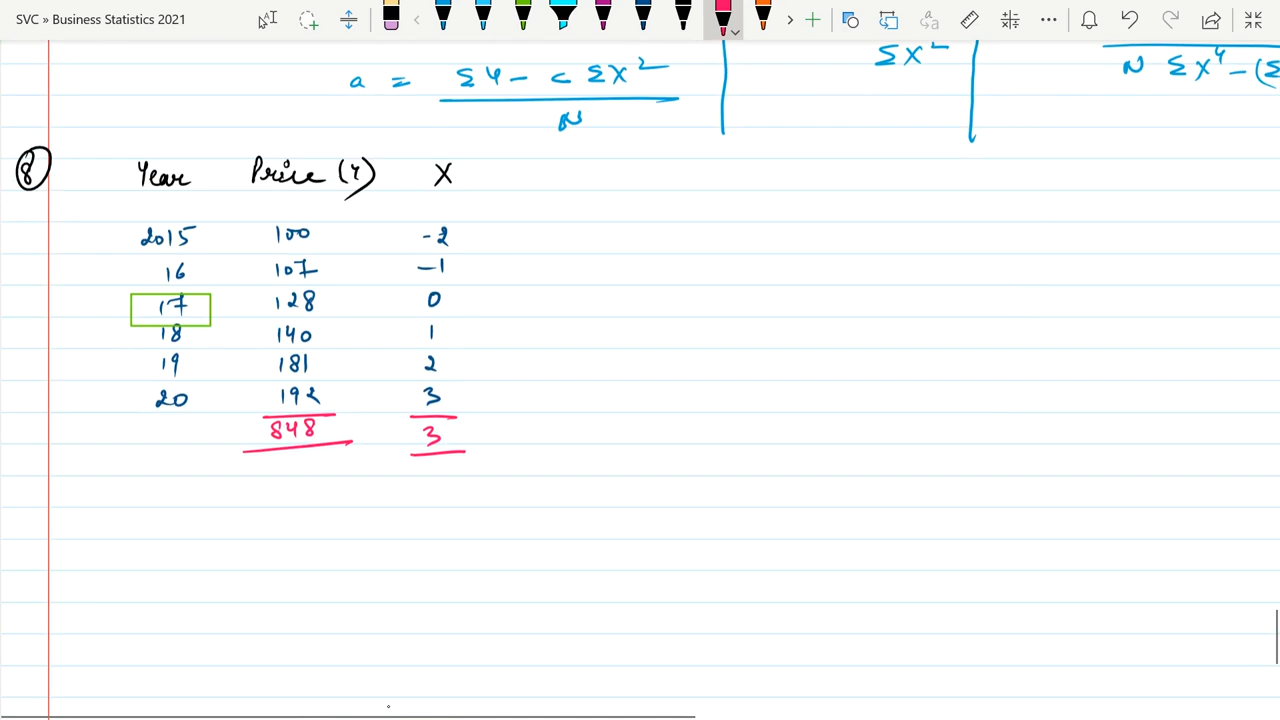 SVC » Business Statistics 2021
a = ΣY - c ΣX²
N
ΣX²
N ΣX⁴ - (Σ
8 Year Price (Y) X
2015 100 -2
16 107 -1
17 128 0
18 140 1
19 181 2
20 192 3
848 3